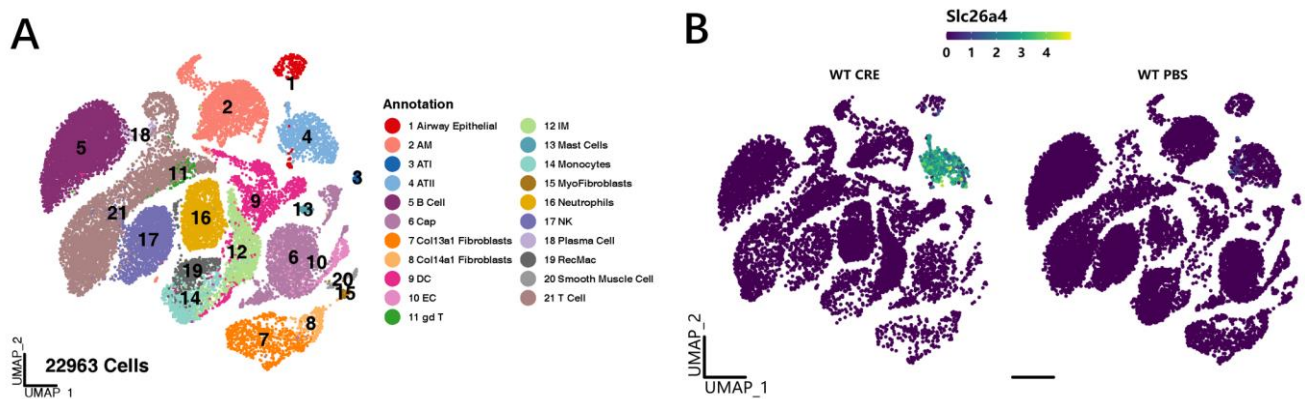 A
1
2
3
4
5
6
7
8
9
10
11
12
13
14
15
16
17
18
19
20
21
Annotation
1 Airway Epithelial
2 AM
3 ATI
4 ATII
5 B Cell
6 Cap
7 Col13a1 Fibroblasts
8 Col14a1 Fibroblasts
9 DC
10 EC
11 gd T
12 IM
13 Mast Cells
14 Monocytes
15 MyoFibroblasts
16 Neutrophils
17 NK
18 Plasma Cell
19 RecMac
20 Smooth Muscle Cell
21 T Cell
22963 Cells
UMAP_2
UMAP_1
B
Slc26a4
0 1 2 3 4
WT CRE
WT PBS
UMAP_2
UMAP_1